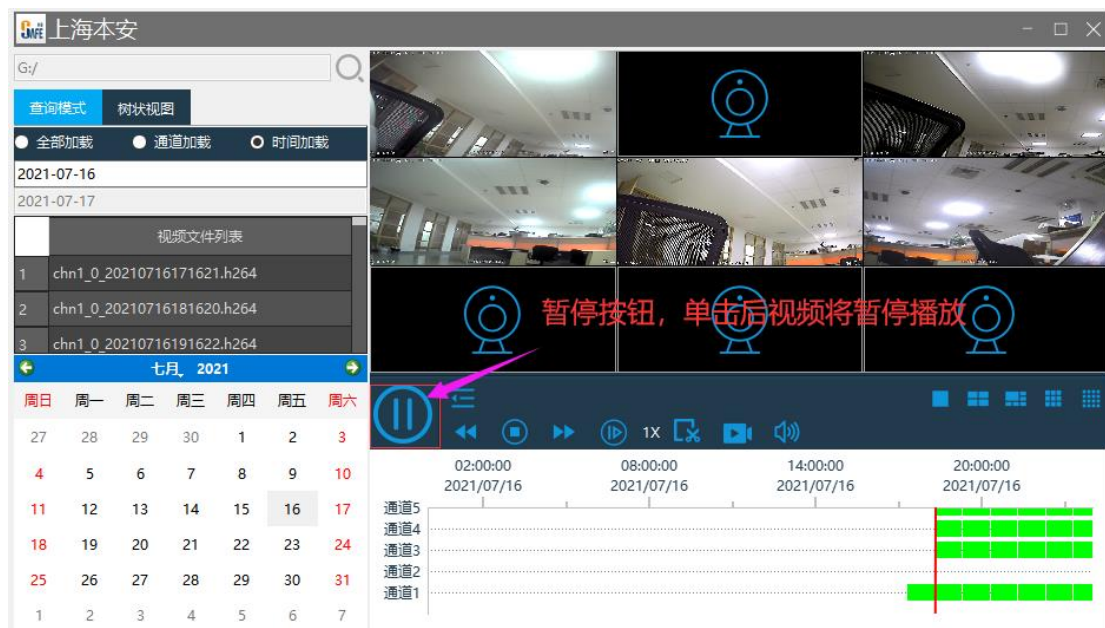 SAFE 上海本安
G:/
查询模式 树状视图
全部加载 通道加载 时间加载
2021-07-16
2021-07-17
视频文件列表
1 chn1_0_20210716171621.h264
2 chn1_0_20210716181620.h264
3 chn1_0_20210716191622.h264
暂停按钮，单击后视频将暂停播放
七月, 2021
周日 周一 周二 周三 周四 周五 周六
27 28 29 30 1 2 3
4 5 6 7 8 9 10
11 12 13 14 15 16 17
18 19 20 21 22 23 24
25 26 27 28 29 30 31
1 2 3 4 5 6 7
1X
02:00:00 08:00:00 14:00:00 20:00:00
2021/07/16 2021/07/16 2021/07/16 2021/07/16
通道5
通道4
通道3
通道2
通道1